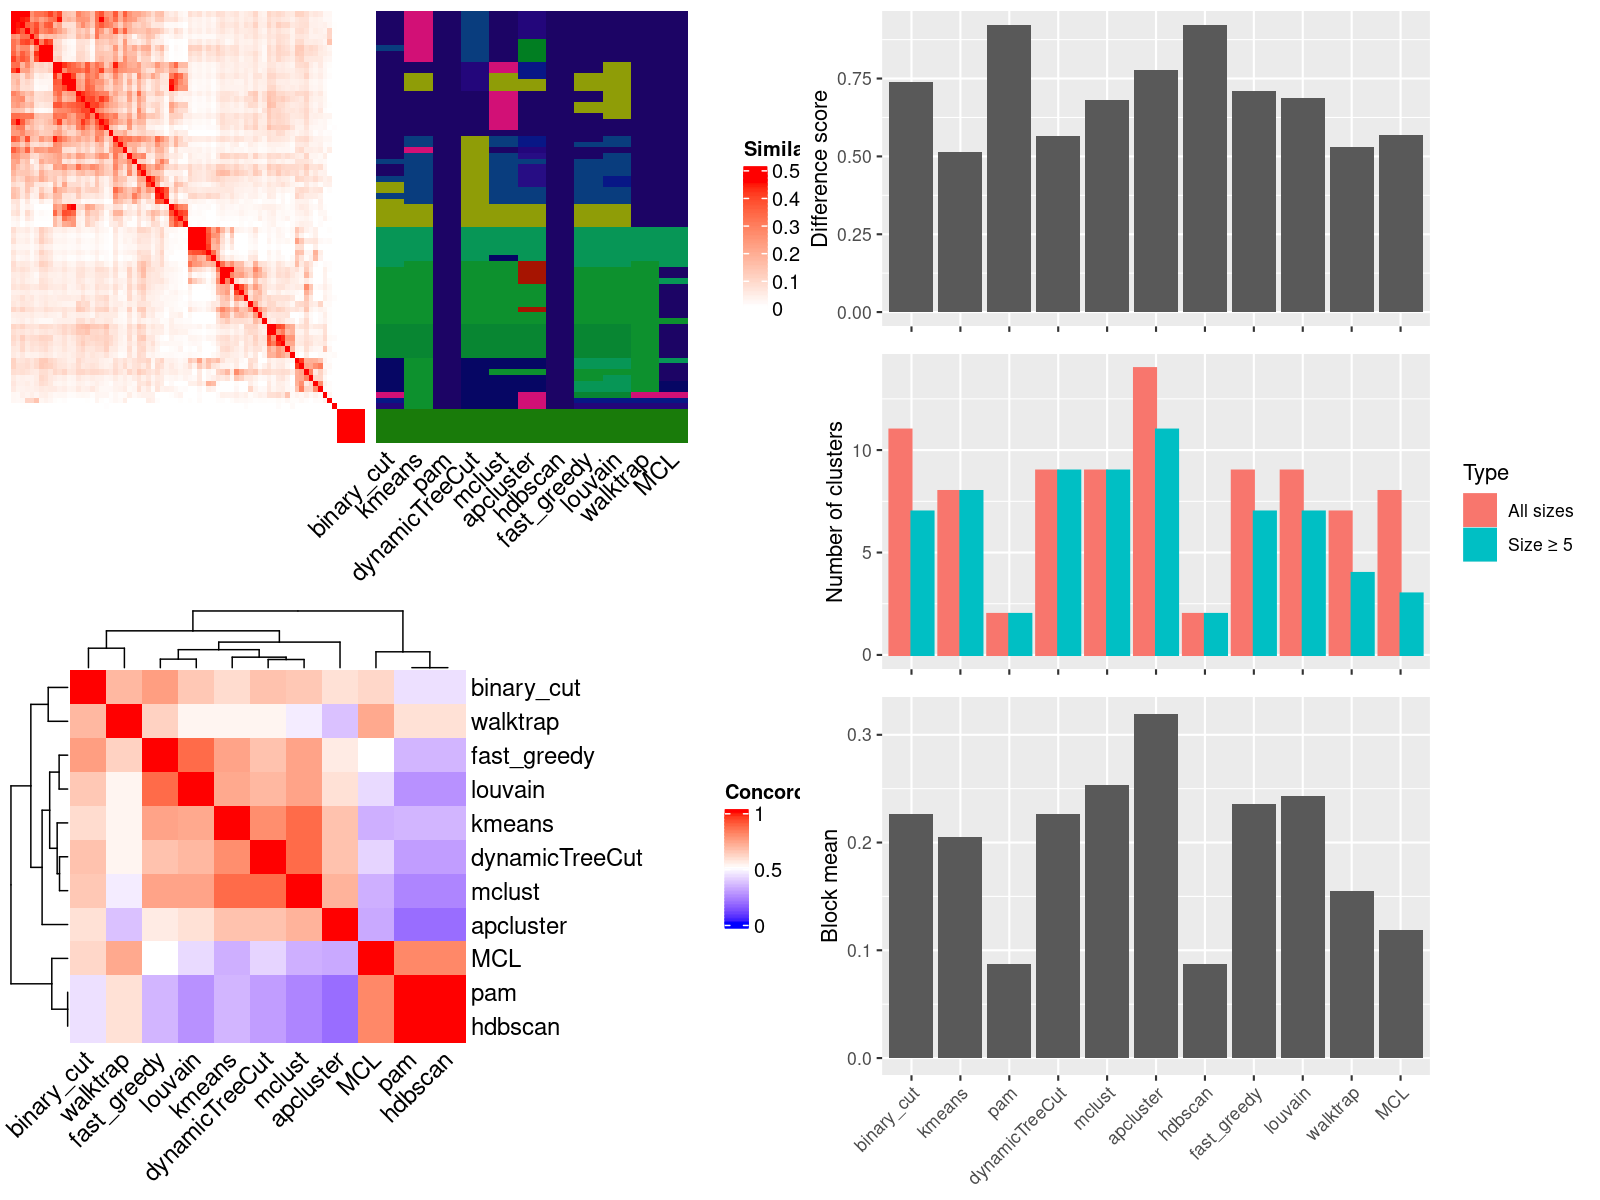 Simila
0.5
0.4
0.3
0.2
0.1
0
binary_cut
kmeans
pam
dynamicTreeCut
mclust
apcluster
hdbscan
fast_greedy
louvain
walktrap
MCL
binary_cut
walktrap
fast_greedy
louvain
kmeans
dynamicTreeCut
mclust
apcluster
MCL
pam
hdbscan
Concord
1
0.5
0
binary_cut
walktrap
fast_greedy
louvain
kmeans
dynamicTreeCut
mclust
apcluster
MCL
pam
hdbscan
Difference score
0.75
0.50
0.25
0.00
Number of clusters
10
5
0
Type
All sizes
Size ≥ 5
Block mean
0.3
0.2
0.1
0.0
binary_cut
kmeans
pam
dynamicTreeCut
mclust
apcluster
hdbscan
fast_greedy
louvain
walktrap
MCL